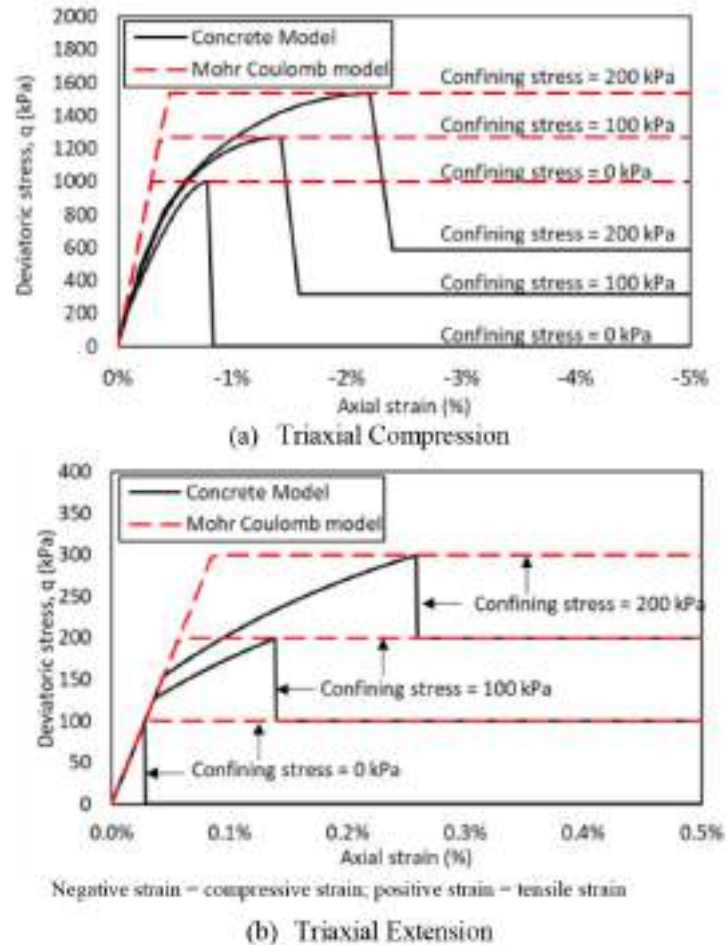 2000
1800
1600
1400
1200
1000
800
600
400
200
0
Deviatoric stress, q (kPa)
Concrete Model
Mohr Coulomb model
Confining stress = 200 kPa
Confining stress = 100 kPa
Confining stress = 0 kPa
Confining stress = 200 kPa
Confining stress = 100 kPa
Confining stress = 0 kPa
0% -1% -2% -3% -4% -5%
Axial strain (%)
(a) Triaxial Compression
400
350
300
250
200
150
100
50
0
Deviatoric stress, q (kPa)
Concrete Model
Mohr Coulomb model
Confining stress = 200 kPa
Confining stress = 100 kPa
Confining stress = 0 kPa
0.0% 0.1% 0.2% 0.3% 0.4% 0.5%
Axial strain (%)
Negative strain = compressive strain; positive strain = tensile strain
(b) Triaxial Extension